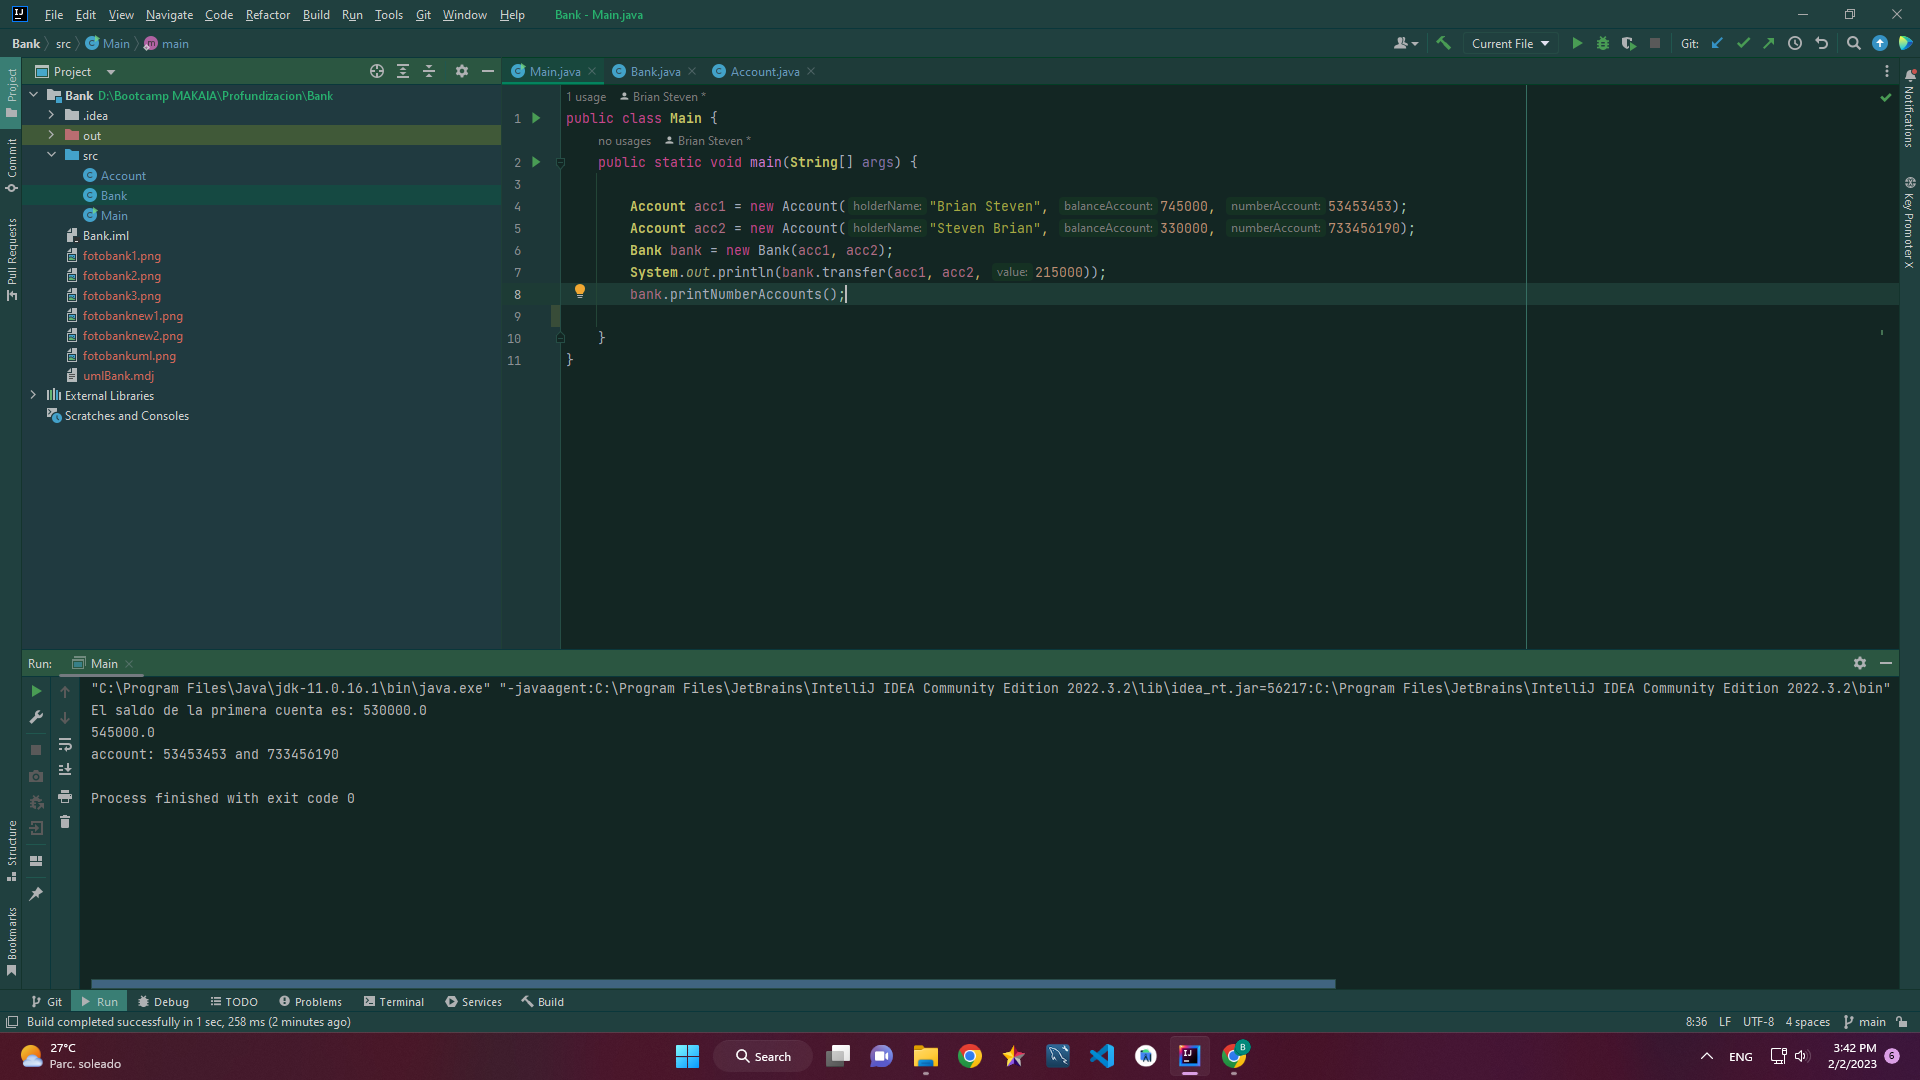 File Edit View Navigate Code Refactor Build Run Tools Git Window Help Bank - Main.java
Bank src Main main Current File Git:
Project
Main.java Bank.java Account.java
Bank D:\Bootcamp MAKAIA\Profundizacion\Bank
.idea
out
src
Account
Bank
Main
Bank.iml
fotobank1.png
fotobank2.png
fotobank3.png
fotobanknew1.png
fotobanknew2.png
fotobankuml.png
umlBank.mdj
External Libraries
Scratches and Consoles
Project
Commit
Pull Requests
Structure
Bookmarks
1 usage Brian Steven *
1 public class Main {
no usages Brian Steven *
2 public static void main(String[] args) {
3
4 Account acc1 = new Account( holderName: "Brian Steven", balanceAccount: 745000, numberAccount: 53453453);
5 Account acc2 = new Account( holderName: "Steven Brian", balanceAccount: 330000, numberAccount: 733456190);
6 Bank bank = new Bank(acc1, acc2);
7 System.out.println(bank.transfer(acc1, acc2, value: 215000));
8 bank.printNumberAccounts();
9
10 }
11 }
Notifications
Key Promoter X
Run: Main
"C:\Program Files\Java\jdk-11.0.16.1\bin\java.exe" "-javaagent:C:\Program Files\JetBrains\IntelliJ IDEA Community Edition 2022.3.2\lib\idea_rt.jar=56217:C:\Program Files\JetBrains\IntelliJ IDEA Community Edition 2022.3.2\bin"
El saldo de la primera cuenta es: 530000.0
545000.0
account: 53453453 and 733456190
Process finished with exit code 0
Git Run Debug TODO Problems Terminal Services Build
Build completed successfully in 1 sec, 258 ms (2 minutes ago) 8:36 LF UTF-8 4 spaces main
27°C
Parc. soleado
Search
ENG
3:42 PM
2/2/2023
6